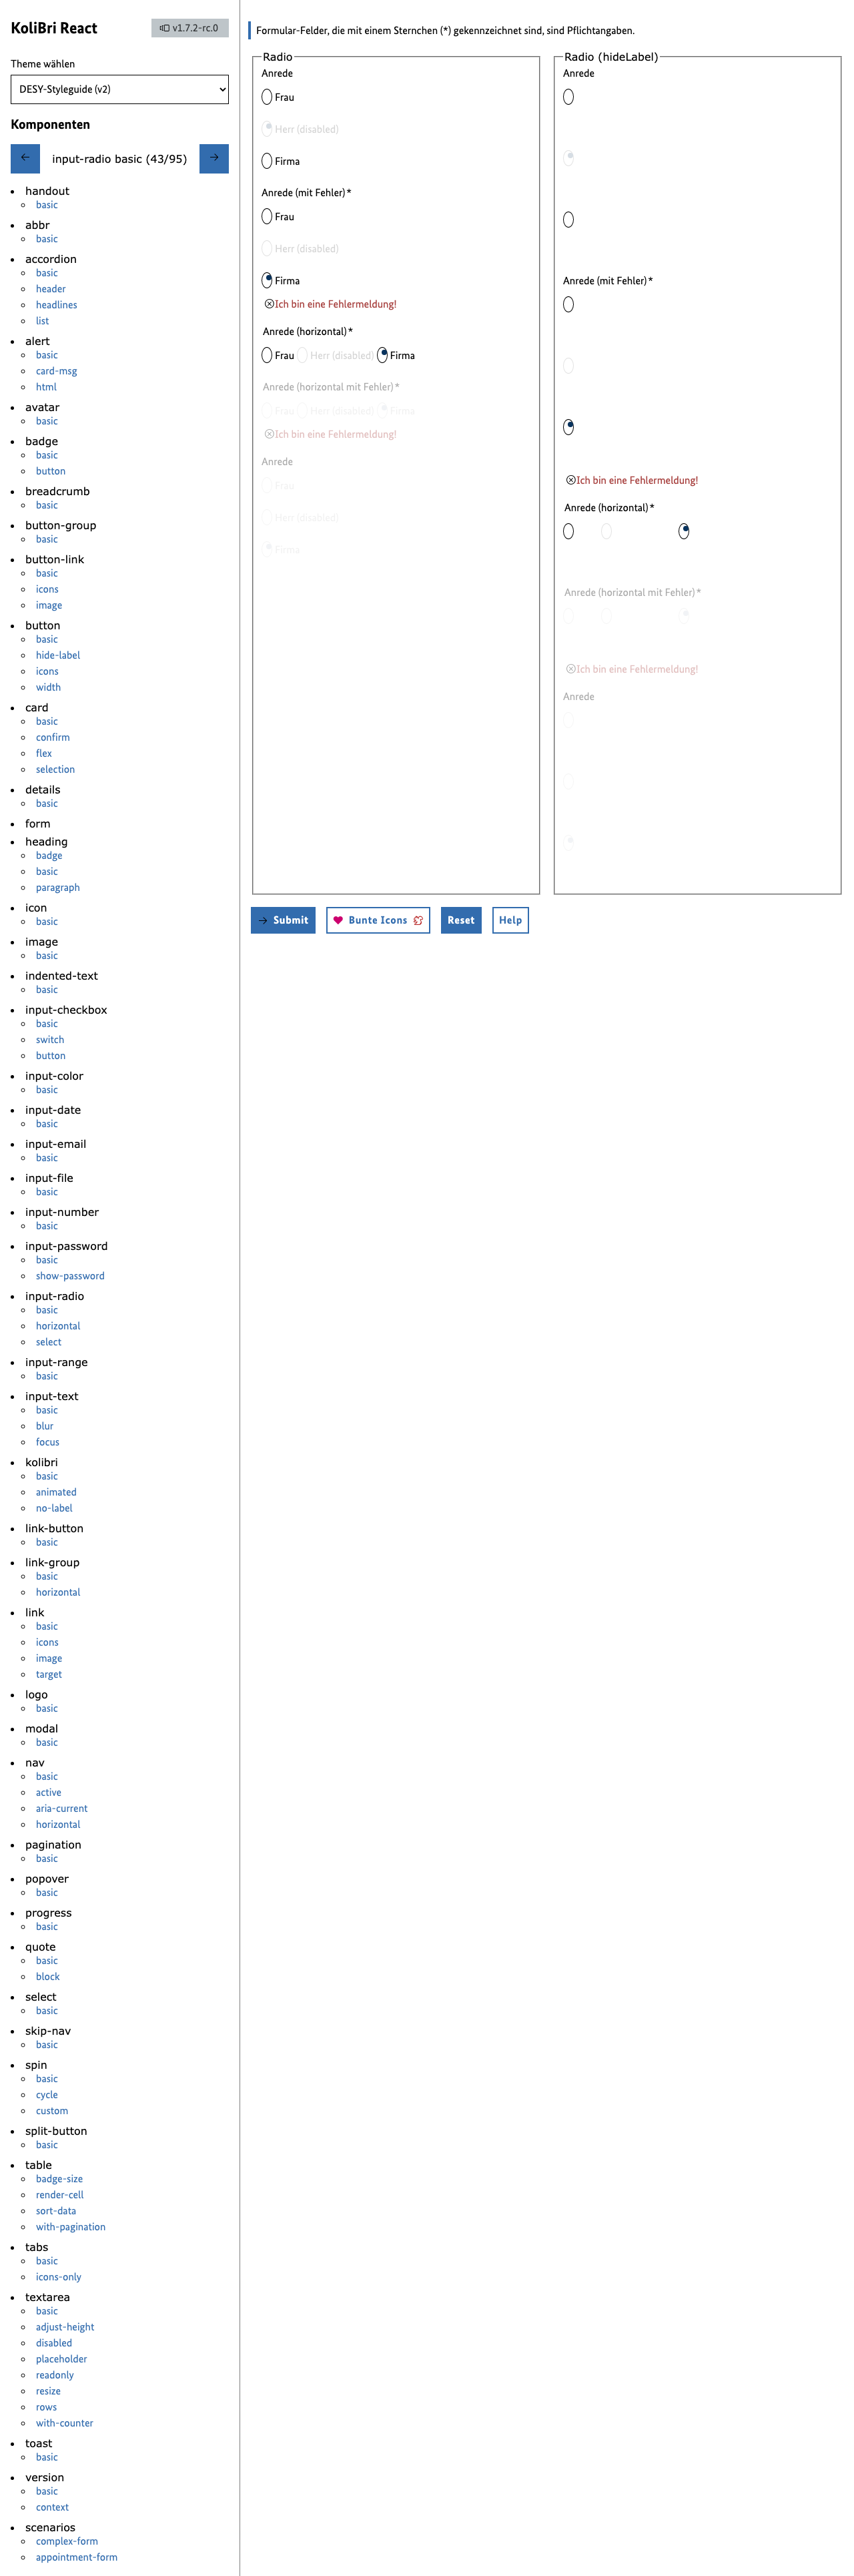 KoliBri React
v1.7.2-rc.0
Theme wählen
DESY-Styleguide (v2)
Komponenten
input-radio basic (43/95)
handout
basic
abbr
basic
accordion
basic
header
headlines
list
alert
basic
card-msg
html
avatar
basic
badge
basic
button
breadcrumb
basic
button-group
basic
button-link
basic
icons
image
button
basic
hide-label
icons
width
card
basic
confirm
flex
selection
details
basic
form
heading
badge
basic
paragraph
icon
basic
image
basic
indented-text
basic
input-checkbox
basic
switch
button
input-color
basic
input-date
basic
input-email
basic
input-file
basic
input-number
basic
input-password
basic
show-password
input-radio
basic
horizontal
select
input-range
basic
input-text
basic
blur
focus
kolibri
basic
animated
no-label
link-button
basic
link-group
basic
horizontal
link
basic
icons
image
target
logo
basic
modal
basic
nav
basic
active
aria-current
horizontal
pagination
basic
popover
basic
progress
basic
quote
basic
block
select
basic
skip-nav
basic
spin
basic
cycle
custom
split-button
basic
table
badge-size
render-cell
sort-data
with-pagination
tabs
basic
icons-only
textarea
basic
adjust-height
disabled
placeholder
readonly
resize
rows
with-counter
toast
basic
version
basic
context
scenarios
complex-form
appointment-form
Formular-Felder, die mit einem Sternchen (*) gekennzeichnet sind, sind Pflichtangaben.
Radio
Anrede
Frau
Herr (disabled)
Firma
Anrede (mit Fehler)*
Frau
Herr (disabled)
Firma
Ich bin eine Fehlermeldung!
Anrede (horizontal)*
Frau Herr (disabled) Firma
Anrede (horizontal mit Fehler)*
Frau Herr (disabled) Firma
Ich bin eine Fehlermeldung!
Anrede
Frau
Herr (disabled)
Firma
Radio (hideLabel)
Anrede
Anrede (mit Fehler)*
Ich bin eine Fehlermeldung!
Anrede (horizontal)*
Anrede (horizontal mit Fehler)*
Ich bin eine Fehlermeldung!
Anrede
Submit
Bunte Icons
Reset
Help